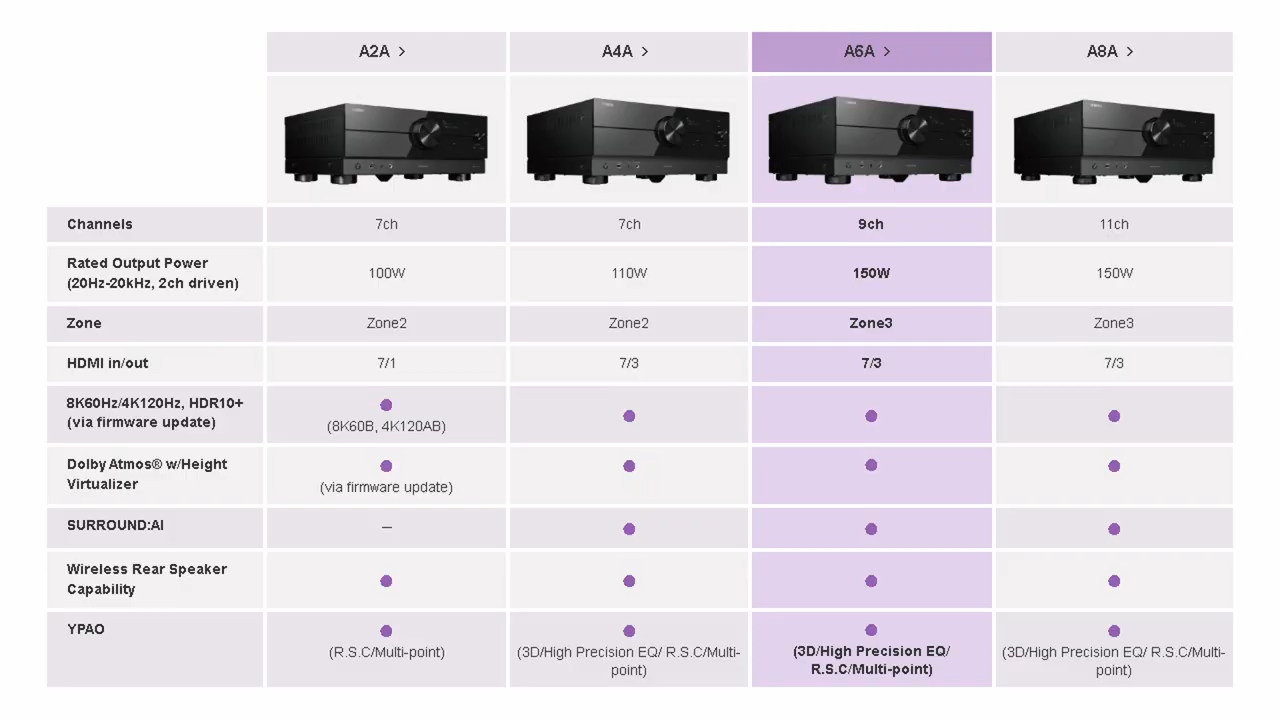 A2A > A4A > A6A > A8A >
Channels 7ch 7ch 9ch 11ch
Rated Output Power
(20Hz-20kHz, 2ch driven) 100W 110W 150W 150W
Zone Zone2 Zone2 Zone3 Zone3
HDMI in/out 7/1 7/3 7/3 7/3
8K60Hz/4K120Hz, HDR10+
(via firmware update) (8K60B, 4K120AB)
Dolby Atmos® w/Height
Virtualizer (via firmware update)
SURROUND:AI —
Wireless Rear Speaker
Capability
YPAO
(R.S.C/Multi-point) (3D/High Precision EQ/ R.S.C/Multi- (3D/High Precision EQ/ (3D/High Precision EQ/ R.S.C/Multi-
point) R.S.C/Multi-point) point)